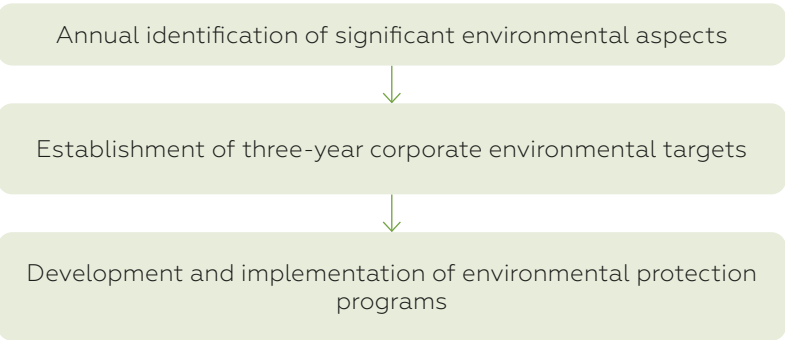 Annual identification of significant environmental aspects
Establishment of three-year corporate environmental targets
Development and implementation of environmental protection
programs